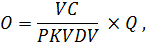 O = VC / PKVDV × Q ,